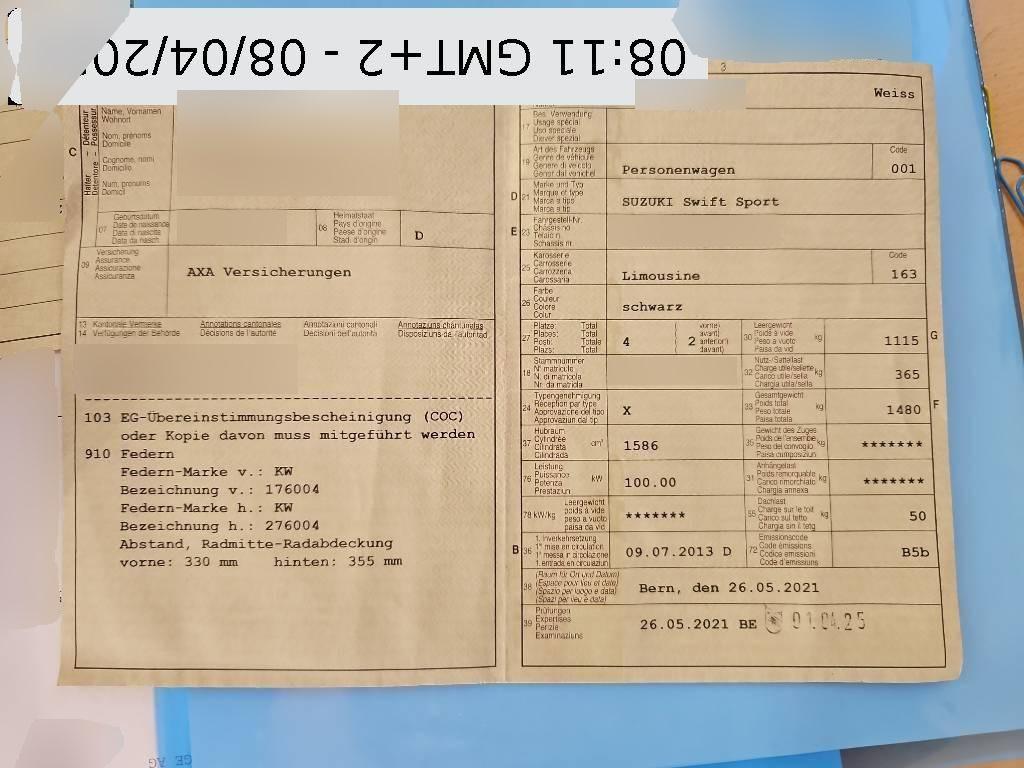 08:11 GMT+2 - 08/04/20
3
C
Halter – Détenteur
Detentore – Possessur
Name, Vornamen
Wohnort
Nom, prénoms
Domicile
Cognome, nomi
Domicilio
Num, prenums
Domicil
07
Geburtsdatum
Date de naissance
Data di nascita
Data da nasch.
08
Heimatstaat
Pays d'origine
Paese d'origine
Stadi d'origin
D
09
Versicherung
Assurance
Assicurazione
Assicuranza
AXA Versicherungen
13 Kantonale Vermerke
14 Verfügungen der Behörde
Annotations cantonales
Décisions de l'autorité
Annotazioni cantonali
Decisioni dell'autorità
Annotaziuns chantunalas
Disposiziuns da l'autoritad
103 EG-Übereinstimmungsbescheinigung (COC)
oder Kopie davon muss mitgeführt werden
910 Federn
Federn-Marke v.: KW
Bezeichnung v.: 176004
Federn-Marke h.: KW
Bezeichnung h.: 276004
Abstand, Radmitte-Radabdeckung
vorne: 330 mm hinten: 355 mm
Weiss
17
Bes. Verwendung
Usage spécial
Uso speciale
Diever spezial
19
Art des Fahrzeugs
Genre de véhicule
Genere di veicolo
Gener dal vehichel
Personenwagen
Code
001
D
21
Marke und Typ
Marque et type
Marca e tipo
Marca e tip
SUZUKI Swift Sport
E
23
Fahrgestell-Nr.
Châssis no
Telaio n.
Schassis nr.
25
Karosserie
Carrosserie
Carrozzeria
Carossaria
Limousine
Code
163
26
Farbe
Couleur
Colore
Colur
schwarz
27
Plätze: Total
Places: Total
Posti: Totale
Plazs: Total
4
( 2
vorne)
avant)
anteriori)
davant)
30
Leergewicht
Poids à vide
Peso a vuoto
Paisa da vid
kg
1115
G
18
Stammnummer
N° matricule
N. di matricola
Nr. da matricla
32
Nutz-/Sattellast
Charge utile/sellette
Carico utile/sella
Chargia utila/sella
kg
365
24
Typengenehmigung
Réception par type
Approvazione del tipo
Approvaziun dal tip
X
33
Gesamtgewicht
Poids total
Peso totale
Paisa totala
kg
1480
F
37
Hubraum
Cylindrée
Cilindrata
Cilindrada
cm³
1586
35
Gewicht des Zuges
Poids de l'ensemble
Peso del convoglio
Paisa cumposiziun
kg
*******
76
Leistung
Puissance
Potenza
Prestaziun
kW
100.00
31
Anhängelast
Poids remorquable
Carico rimorchiato
Chargia annexa
kg
*******
78 kW/kg
Leergewicht
poids à vide
peso a vuoto
paisa da vid
*******
55
Dachlast
Charge sur le toit
Carico sul tetto
Chargia sin il tetg
kg
50
B
36
1. Inverkehrsetzung
1re mise en circulation
1a messa in circolazione
1. entrada en circulaziun
09.07.2013 D
72
Emissionscode
Code émissions
Codice emissioni
Code d'emissiuns
B5b
38
(Raum für Ort und Datum)
(Espace pour lieu et date)
(Spazio per luogo e data)
(Spazi per lieu e data)
Bern, den 26.05.2021
39
Prüfungen
Expertises
Perizie
Examinaziuns
26.05.2021 BE
01.04.25
GE AG